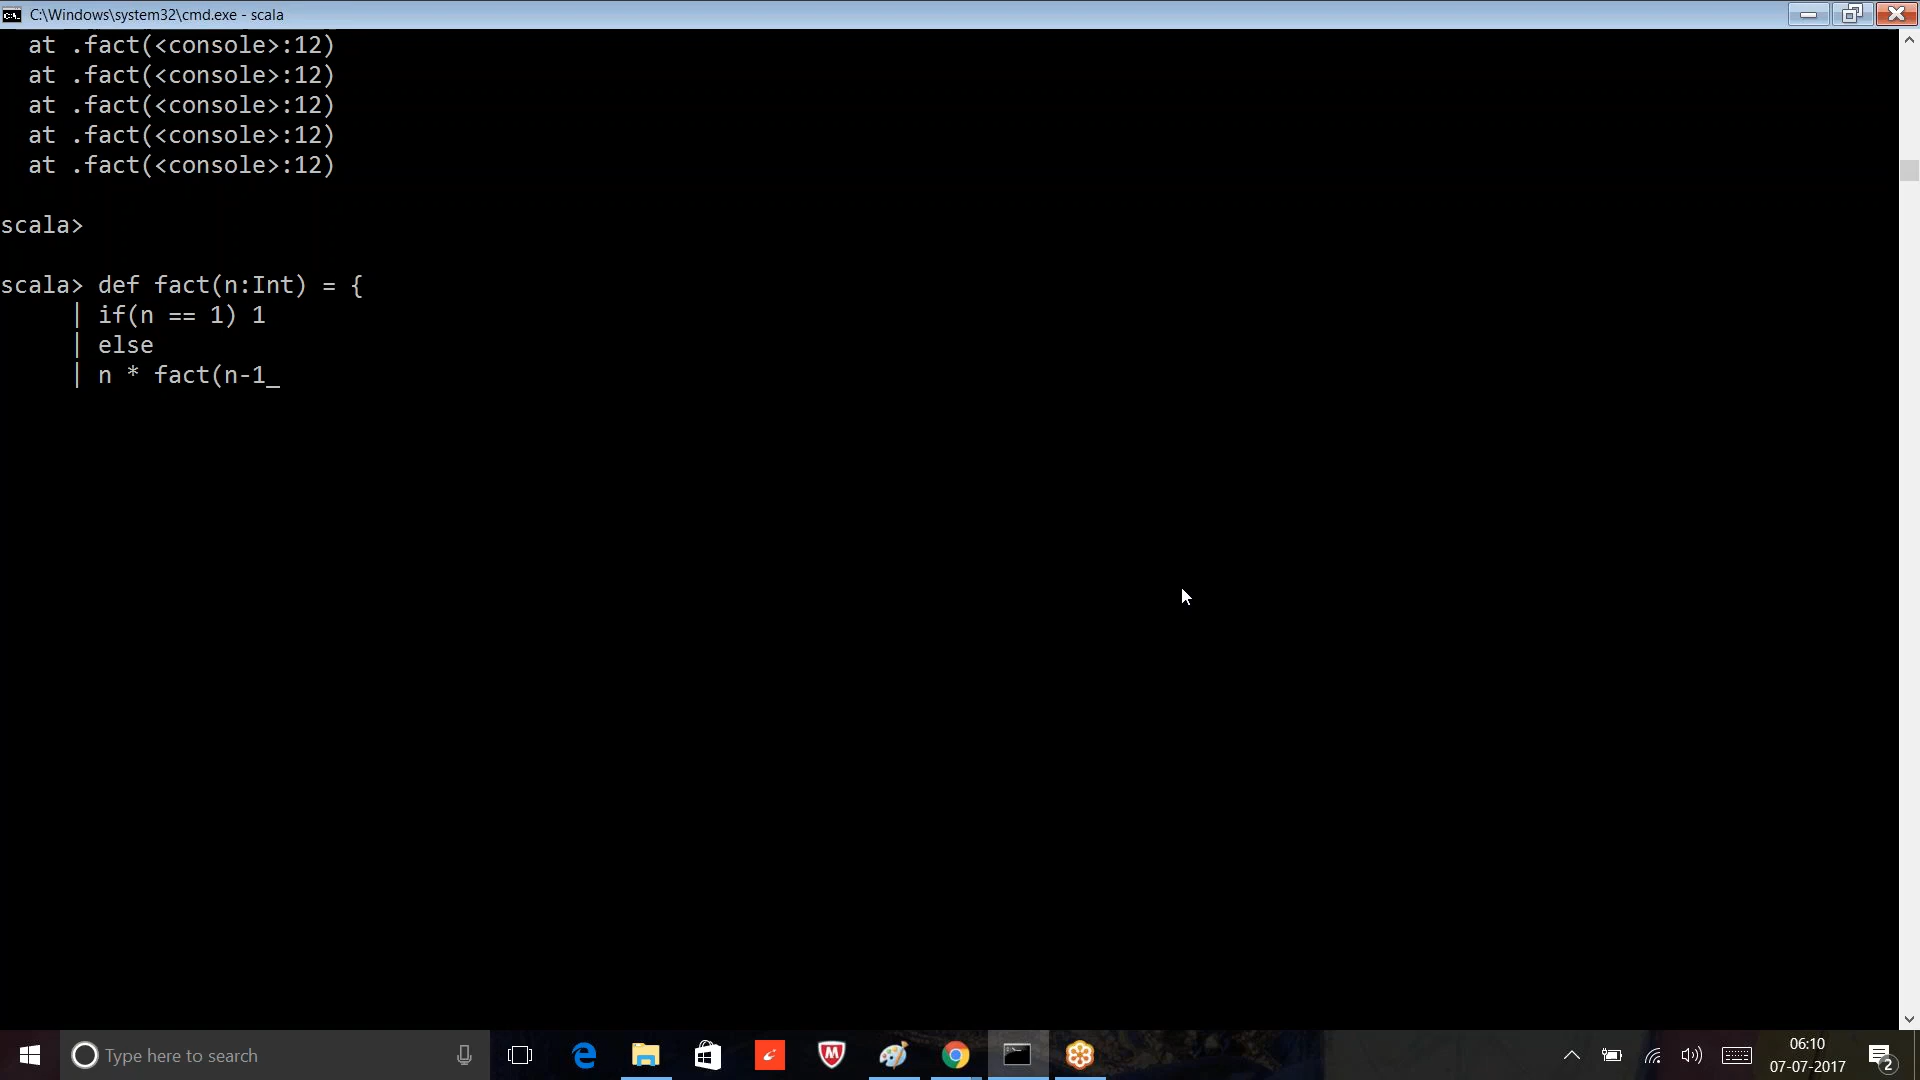 C:\Windows\system32\cmd.exe - scala
at .fact(<console>:12)
at .fact(<console>:12)
at .fact(<console>:12)
at .fact(<console>:12)
at .fact(<console>:12)
scala>
scala> def fact(n:Int) = {
| if(n == 1) 1
| else
| n * fact(n-1_
Type here to search
06:10
07-07-2017
2